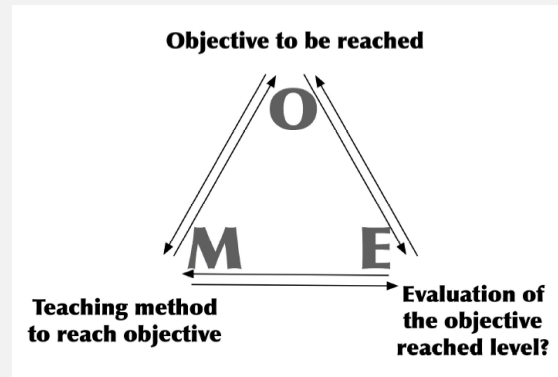 Objective to be reached
O
M
E
Teaching method
to reach objective
Evaluation of
the objective
reached level?